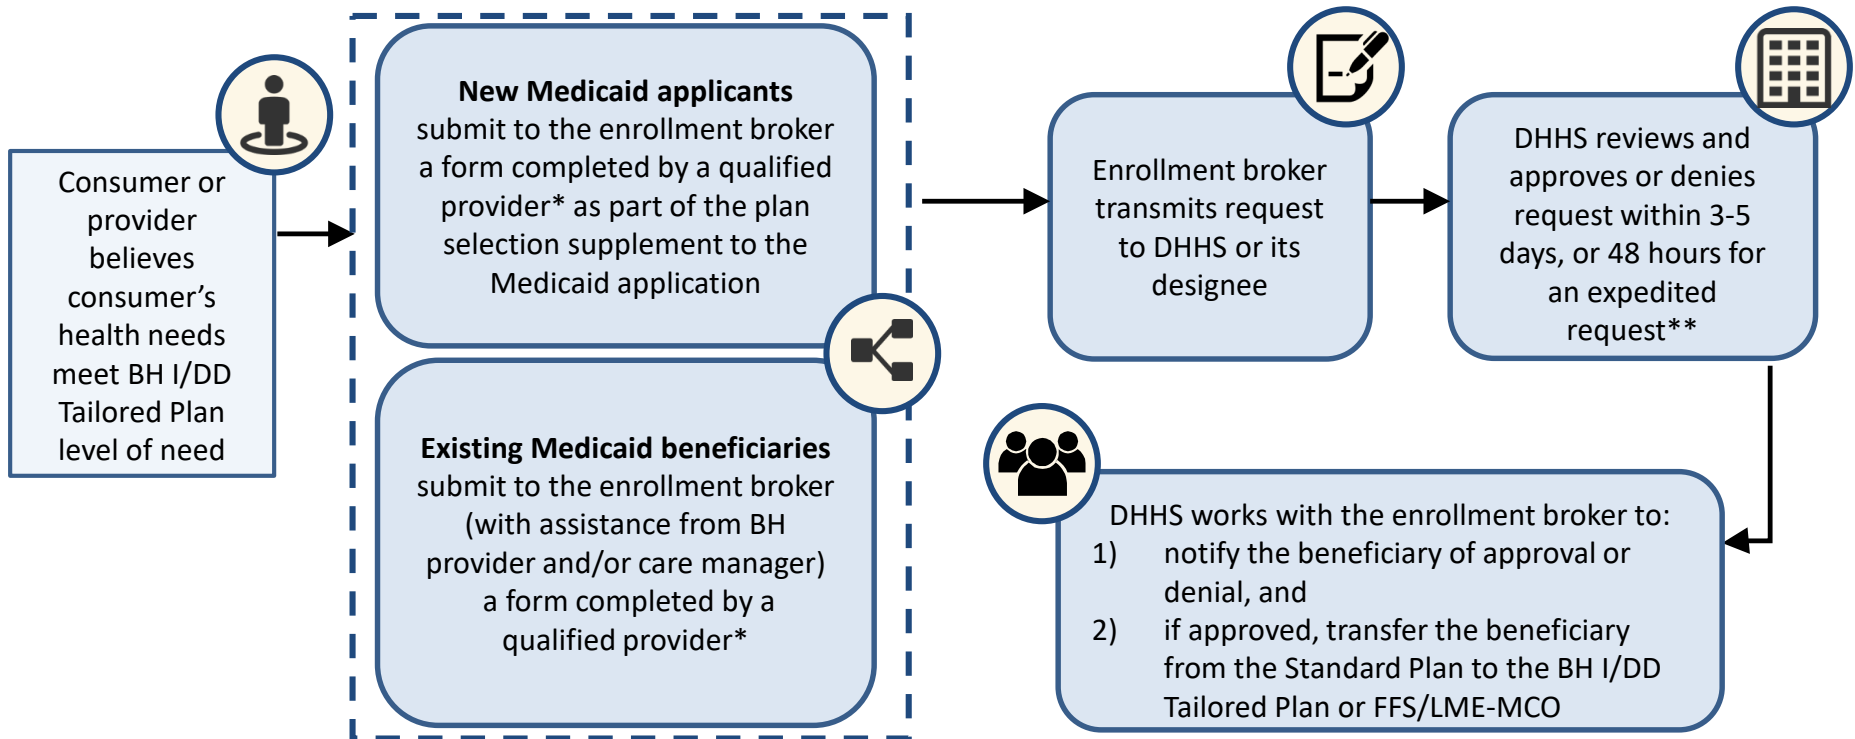 Consumer or
provider
believes
consumer’s
health needs
meet BH I/DD
Tailored Plan
level of need
New Medicaid applicants
submit to the enrollment broker
a form completed by a qualified
provider* as part of the plan
selection supplement to the
Medicaid application
Existing Medicaid beneficiaries
submit to the enrollment broker
(with assistance from BH
provider and/or care manager)
a form completed by a
qualified provider*
Enrollment broker
transmits request
to DHHS or its
designee
DHHS reviews and
approves or denies
request within 3-5
days, or 48 hours for
an expedited
request**
DHHS works with the enrollment broker to:
1) notify the beneficiary of approval or
denial, and
2) if approved, transfer the beneficiary
from the Standard Plan to the BH I/DD
Tailored Plan or FFS/LME-MCO